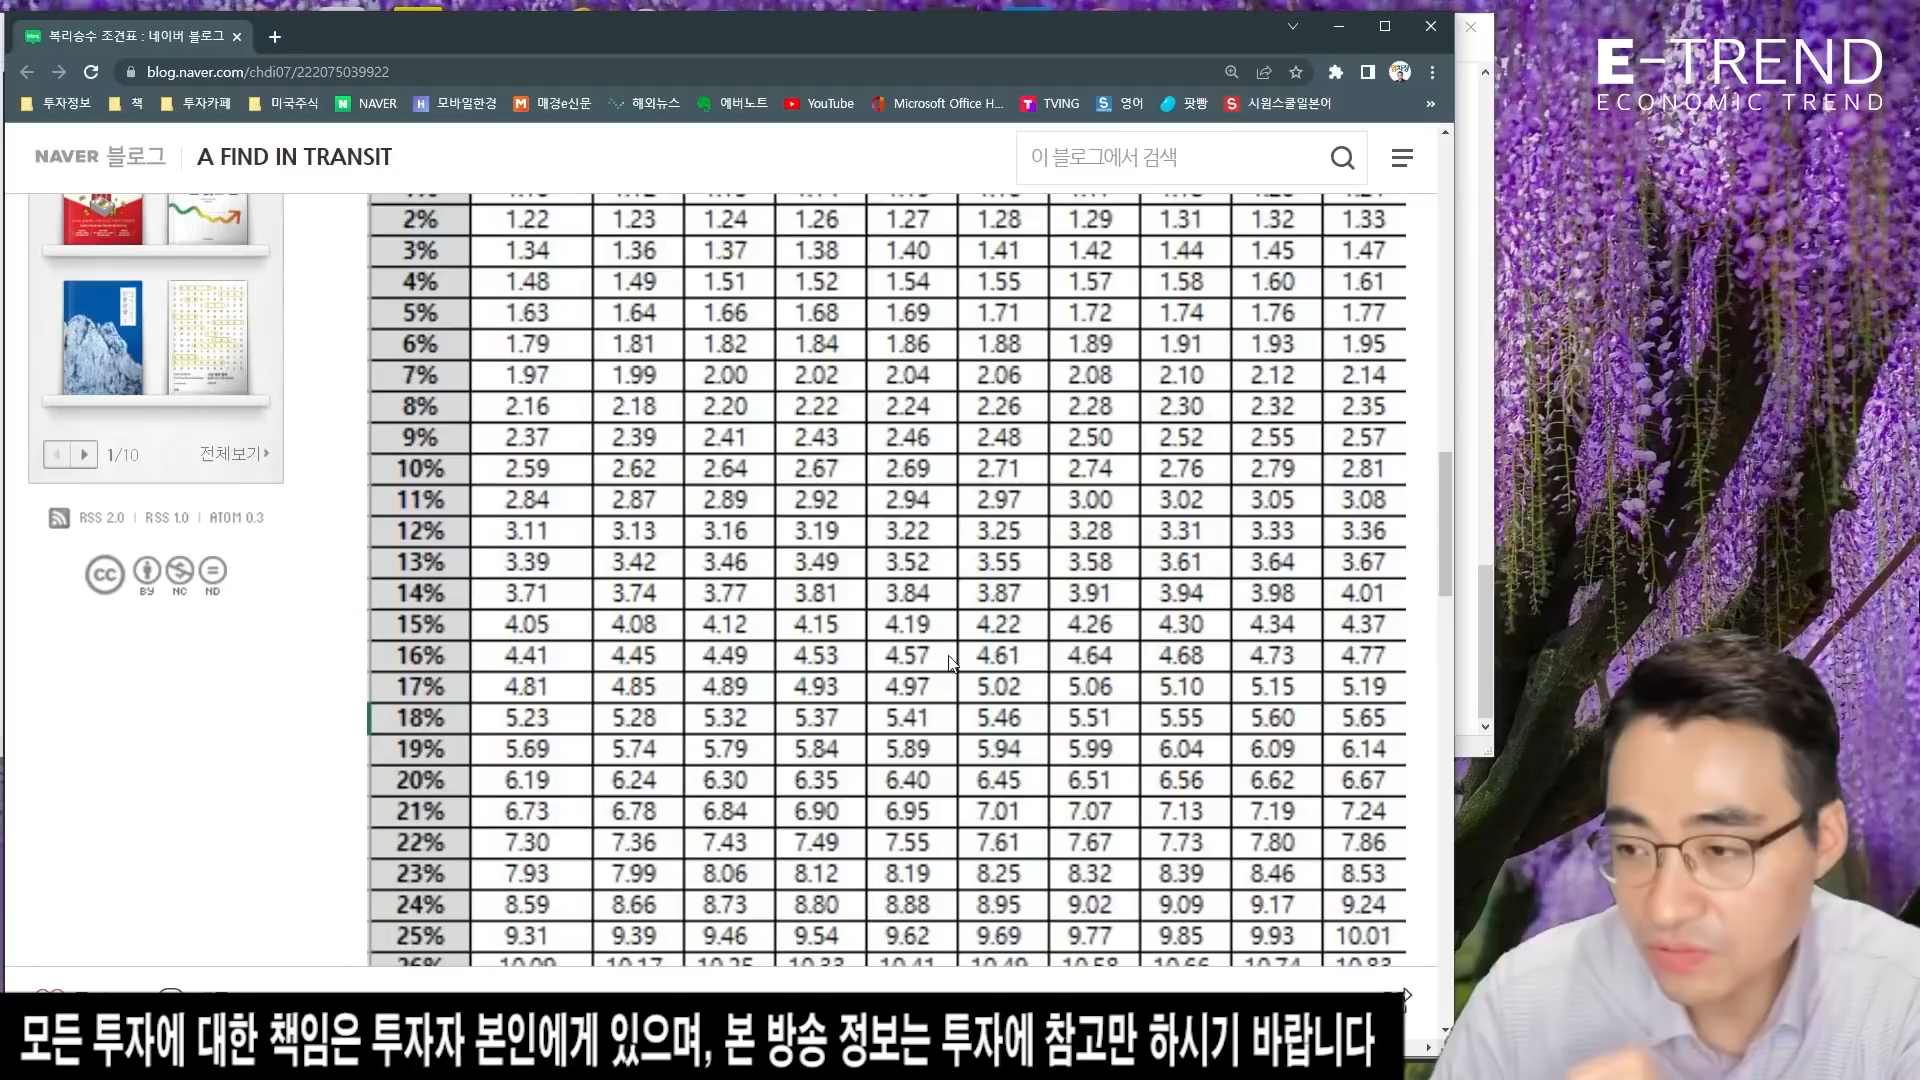 복리승수 조견표 : 네이버 블로그
E-TREND
ECONOMIC TREND
blog.naver.com/chdi07/222075039922
투자정보 책 투자카페 미국주식 NAVER 모바일한경 매경e신문 해외뉴스 에버노트 YouTube Microsoft Office H... TVING 영어 팟빵 시원스쿨일본어 »
NAVER 블로그 A FIND IN TRANSIT 이 블로그에서 검색
2% 1.22 1.23 1.24 1.26 1.27 1.28 1.29 1.31 1.32 1.33
3% 1.34 1.36 1.37 1.38 1.40 1.41 1.42 1.44 1.45 1.47
4% 1.48 1.49 1.51 1.52 1.54 1.55 1.57 1.58 1.60 1.61
5% 1.63 1.64 1.66 1.68 1.69 1.71 1.72 1.74 1.76 1.77
6% 1.79 1.81 1.82 1.84 1.86 1.88 1.89 1.91 1.93 1.95
7% 1.97 1.99 2.00 2.02 2.04 2.06 2.08 2.10 2.12 2.14
8% 2.16 2.18 2.20 2.22 2.24 2.26 2.28 2.30 2.32 2.35
9% 2.37 2.39 2.41 2.43 2.46 2.48 2.50 2.52 2.55 2.57
10% 2.59 2.62 2.64 2.67 2.69 2.71 2.74 2.76 2.79 2.81
11% 2.84 2.87 2.89 2.92 2.94 2.97 3.00 3.02 3.05 3.08
12% 3.11 3.13 3.16 3.19 3.22 3.25 3.28 3.31 3.33 3.36
13% 3.39 3.42 3.46 3.49 3.52 3.55 3.58 3.61 3.64 3.67
14% 3.71 3.74 3.77 3.81 3.84 3.87 3.91 3.94 3.98 4.01
15% 4.05 4.08 4.12 4.15 4.19 4.22 4.26 4.30 4.34 4.37
16% 4.41 4.45 4.49 4.53 4.57 4.61 4.64 4.68 4.73 4.77
17% 4.81 4.85 4.89 4.93 4.97 5.02 5.06 5.10 5.15 5.19
18% 5.23 5.28 5.32 5.37 5.41 5.46 5.51 5.55 5.60 5.65
19% 5.69 5.74 5.79 5.84 5.89 5.94 5.99 6.04 6.09 6.14
20% 6.19 6.24 6.30 6.35 6.40 6.45 6.51 6.56 6.62 6.67
21% 6.73 6.78 6.84 6.90 6.95 7.01 7.07 7.13 7.19 7.24
22% 7.30 7.36 7.43 7.49 7.55 7.61 7.67 7.73 7.80 7.86
23% 7.93 7.99 8.06 8.12 8.19 8.25 8.32 8.39 8.46 8.53
24% 8.59 8.66 8.73 8.80 8.88 8.95 9.02 9.09 9.17 9.24
25% 9.31 9.39 9.46 9.54 9.62 9.69 9.77 9.85 9.93 10.01
26% 10.09 10.17 10.25 10.33 10.41 10.49 10.58 10.66 10.74 10.83
1/10 전체보기
RSS 2.0 | RSS 1.0 | ATOM 0.3
cc BY NC ND
모든 투자에 대한 책임은 투자자 본인에게 있으며, 본 방송 정보는 투자에 참고만 하시기 바랍니다